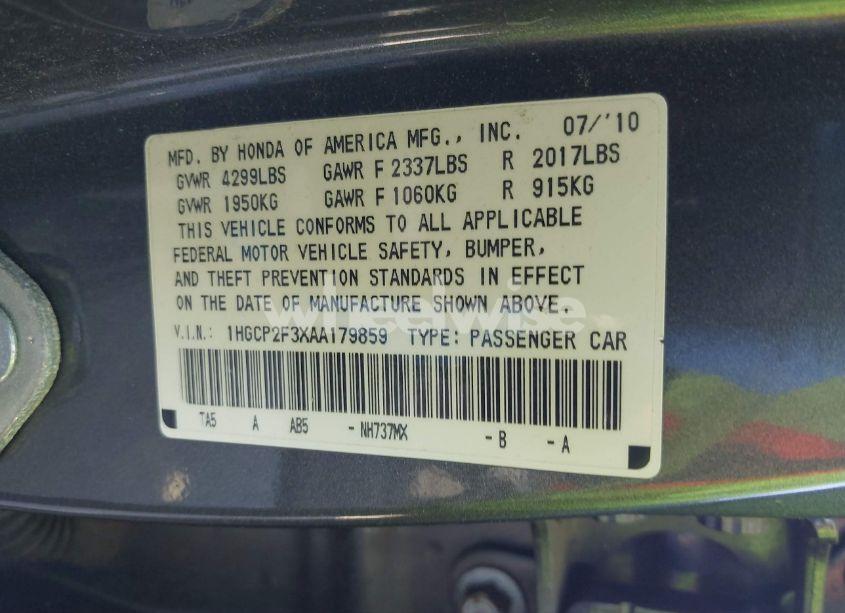 MFD. BY HONDA OF AMERICA MFG., INC. 07/'10
GVWR 4299LBS GAWR F 2337LBS R 2017LBS
GVWR 1950KG GAWR F 1060KG R 915KG
THIS VEHICLE CONFORMS TO ALL APPLICABLE
FEDERAL MOTOR VEHICLE SAFETY, BUMPER,
AND THEFT PREVENTION STANDARDS IN EFFECT
ON THE DATE OF MANUFACTURE SHOWN ABOVE.
wheelwise
V.I.N.: 1HGCP2F3XAA179859 TYPE: PASSENGER CAR
TA5 A AB5 -NH737MX -B -A